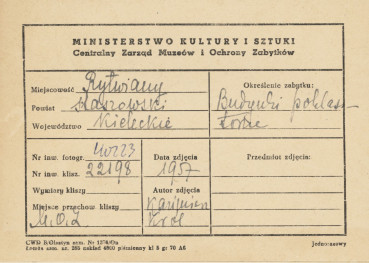 MINISTERSTWO KULTURY I SZTUKI
Centralny Zarząd Muzeów i Ochrony Zabytków
Miejscowość Rytwiany
Powiat staszowski
Województwo Kieleckie
Określenie zabytku:
Budynki poklasz-
torne
Nr inw. fotogr.
Nr inw. klisz. 22198
Wymiary kliszy
Miejsce przechow. kliszy
Data zdjęcia
1957
Autor zdjęcia
Kazimierz
Król
Przedmiot zdjęcia:
Jednorazowy